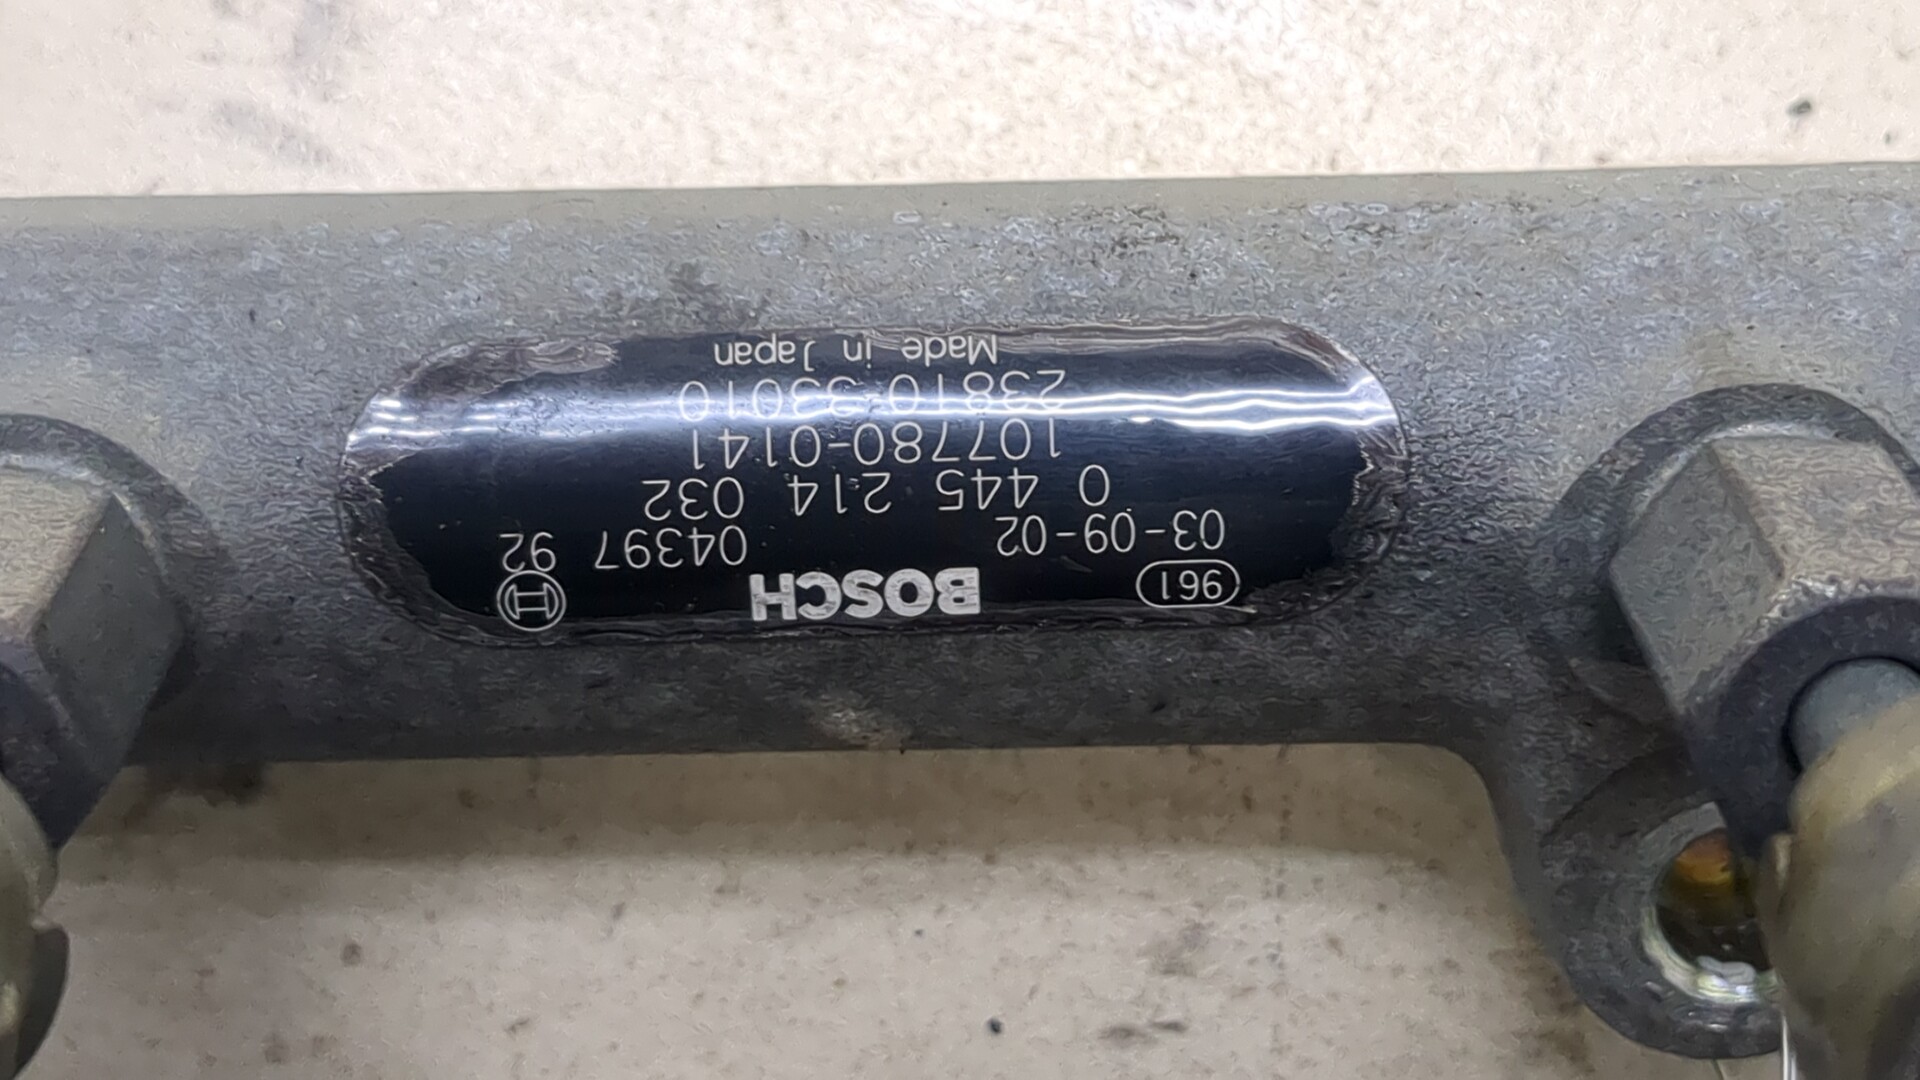 961 BOSCH
03-09-02 04397 92
0 445 214 032
107780-0141
23810-33010
Made in Japan